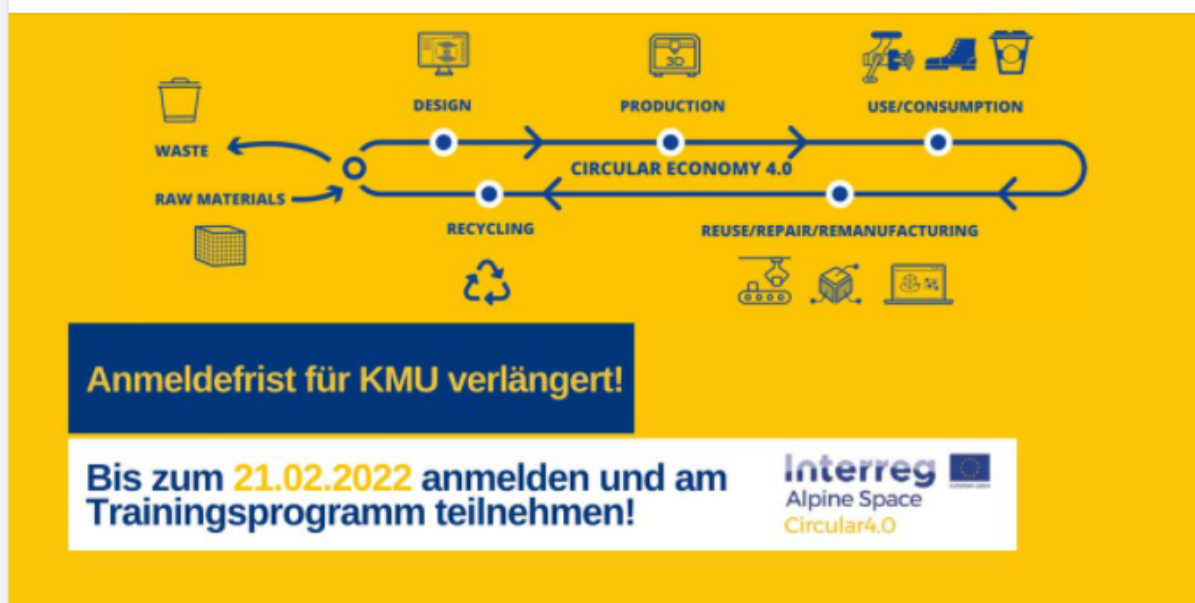 DESIGN
3D
PRODUCTION
USE/CONSUMPTION
WASTE
CIRCULAR ECONOMY 4.0
RAW MATERIALS
RECYCLING
REUSE/REPAIR/REMANUFACTURING
Anmeldefrist für KMU verlängert!
Bis zum 21.02.2022 anmelden und am
Trainingsprogramm teilnehmen!
Interreg
Alpine Space
Circular4.0